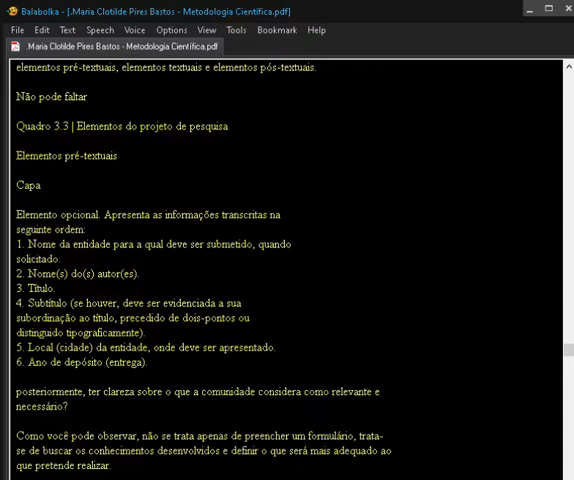 Balabolka - [.Maria Clotilde Pires Bastos - Metodologia Científica.pdf]
File Edit Text Speech Voice Options View Tools Bookmark Help
.Maria Clotilde Pires Bastos - Metodologia Científica.pdf
elementos pré-textuais, elementos textuais e elementos pós-textuais.
Não pode faltar
Quadro 3.3 | Elementos do projeto de pesquisa
Elementos pré-textuais
Capa
Elemento opcional. Apresenta as informações transcritas na
seguinte ordem:
1. Nome da entidade para a qual deve ser submetido, quando
solicitado.
2. Nome(s) do(s) autor(es).
3. Título.
4. Subtítulo (se houver, deve ser evidenciada a sua
subordinação ao título, precedido de dois-pontos ou
distinguido tipograficamente).
5. Local (cidade) da entidade, onde deve ser apresentado.
6. Ano de depósito (entrega).
posteriormente, ter clareza sobre o que a comunidade considera como relevante e
necessário?
Como você pode observar, não se trata apenas de preencher um formulário, trata-
se de buscar os conhecimentos desenvolvidos e definir o que será mais adequado ao
que pretende realizar.